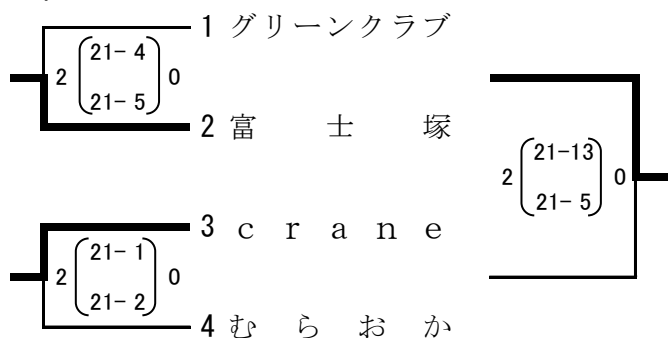 1 グリーンクラブ
2 (21- 4 21- 5) 0
2 富士塚
2 (21-13 21- 5) 0
3 crane
2 (21- 1 21- 2) 0
4 むらおか